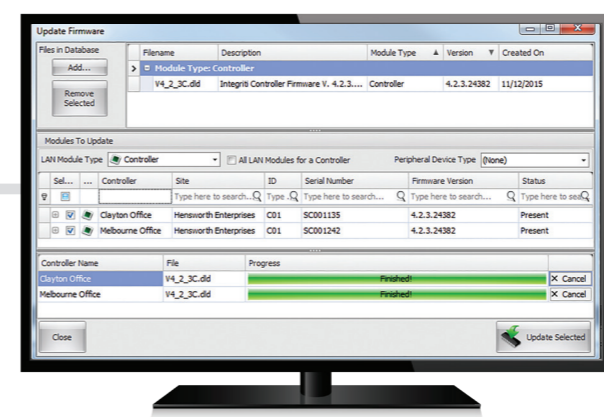 Update Firmware
Files in Database
Add...
Remove
Selected
Filename Description Module Type Version Created On
Module Type: Controller
V4_2_3C.dld Integriti Controller Firmware V. 4.2.3.... Controller 4.2.3.24382 11/12/2015
Modules To Update
LAN Module Type Controller All LAN Modules for a Controller Peripheral Device Type (None)
Sel... ... Controller Site ID Serial Number Firmware Version Status
Type here to search... Type . Type here to search... Type here to search... Type here to sea
Clayton Office Hensworth Enterprises C01 SC001135 4.2.3.24382 Present
Melbourne Office Hensworth Enterprises C01 SC001242 4.2.3.24382 Present
Controller Name File Progress
Clayton Office V4_2_3C.dld Finished! X Cancel
Melbourne Office V4_2_3C.dld Finished! X Cancel
Close Update Selected